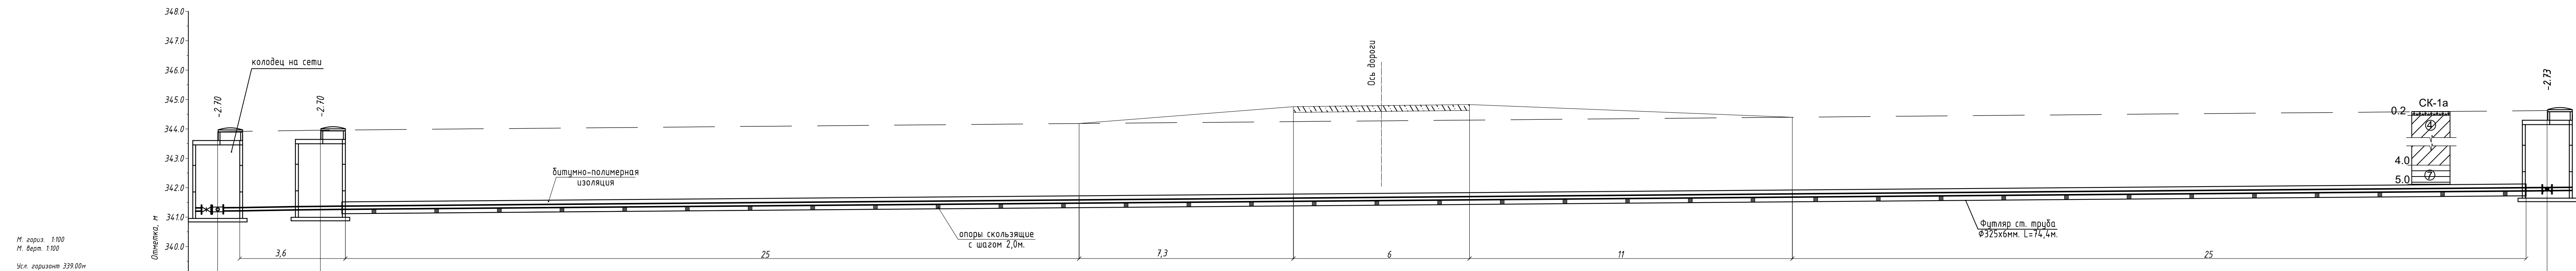 348.0
347.0
346.0
345.0
344.0
343.0
342.0
341.0
340.0
Отметка, м
М. гориз. 1:100
М. верт. 1:100
Усл. горизонт 339.00м
-2.70
колодец на сети
-2.70
битумно-полимерная
изоляция
опоры скользящие
с шагом 2,0м.
Ось дороги
Футляр ст. труба
Ф325х6мм. L=74,4м.
СК-1а
0.2
4
4.0
7
5.0
-2.73
3,6
25
7,3
6
11
25